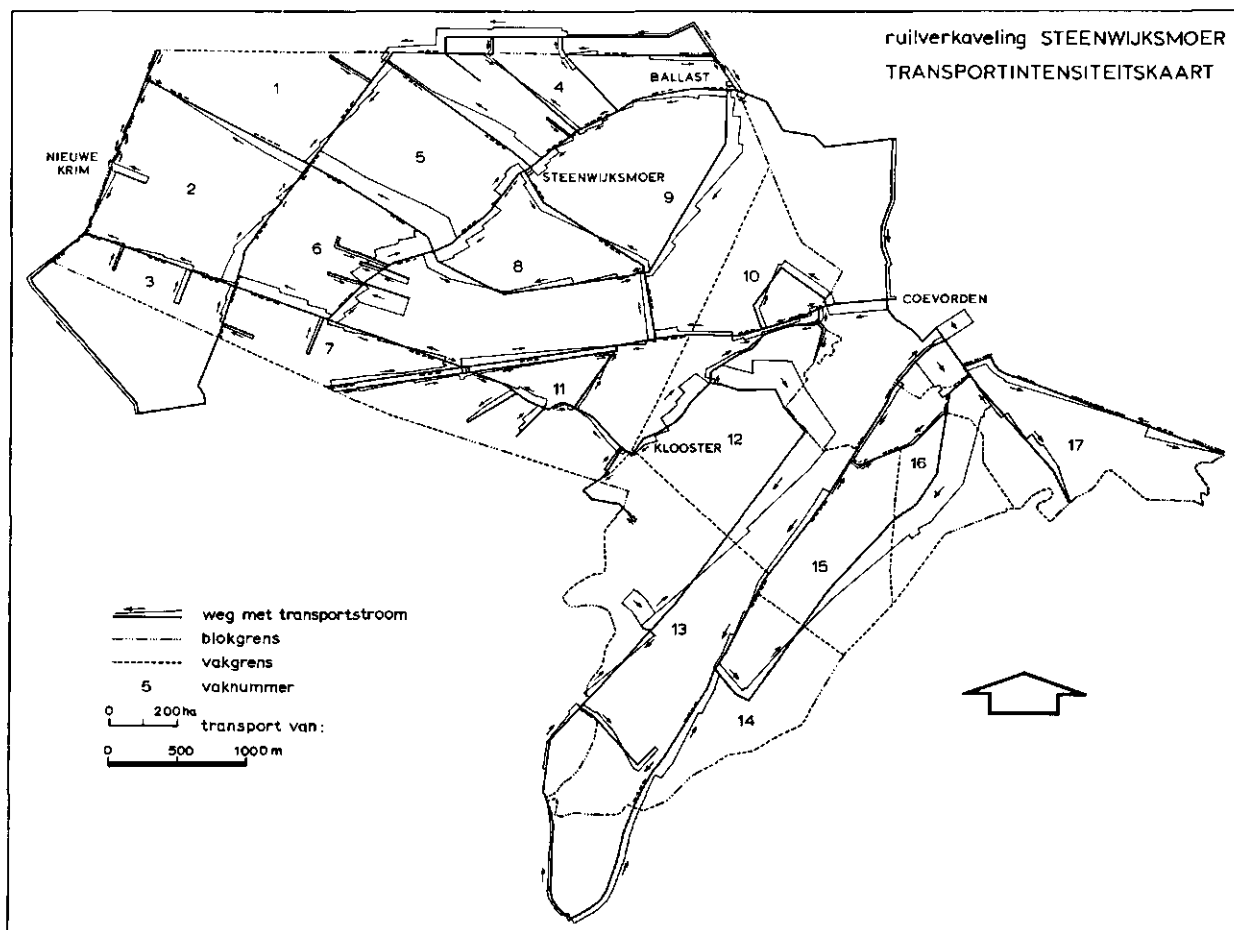 ruilverkaveling STEENWIJKSMOER
TRANSPORTINTENSITEITSKAART
BALLAST
1
4
NIEUWE
KRIM
2
5
STEENWIJKSMOER
9
6
8
3
10
COEVORDEN
7
11
KLOOSTER
12
17
16
15
13
14
weg met transportstroom
blokgrens
vakgrens
5 vaknummer
0 200 ha
transport van:
0 500 1000 m